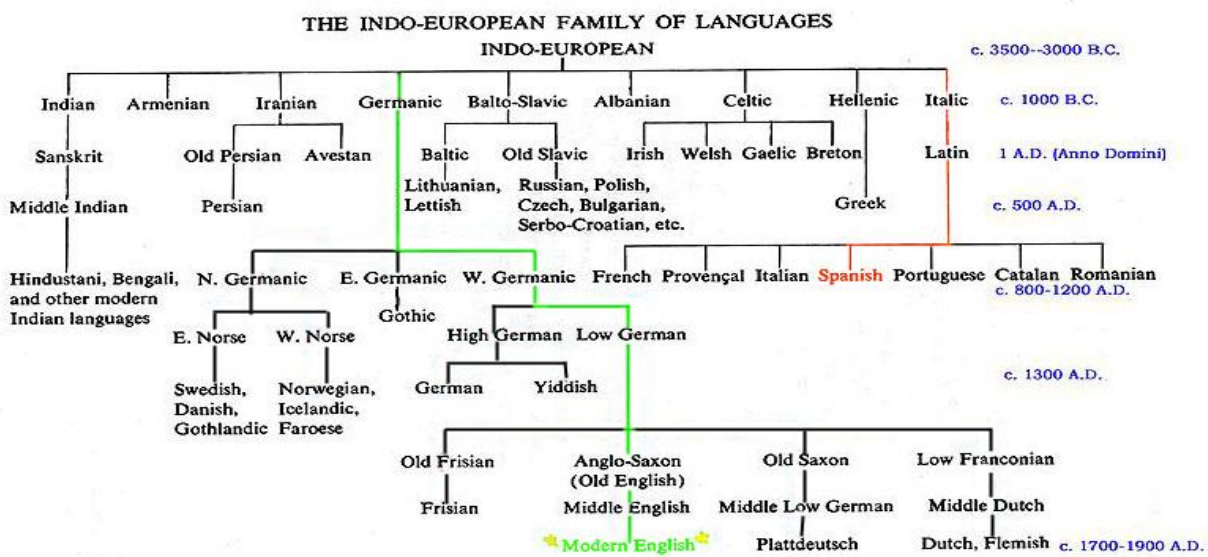 THE INDO-EUROPEAN FAMILY OF LANGUAGES
INDO-EUROPEAN
c. 3500--3000 B.C.
Indian Armenian Iranian Germanic Balto-Slavic Albanian Celtic Hellenic Italic
c. 1000 B.C.
Sanskrit Old Persian Avestan Baltic Old Slavic Irish Welsh Gaelic Breton Latin
1 A.D. (Anno Domini)
Lithuanian,
Lettish
Russian, Polish,
Czech, Bulgarian,
Serbo-Croatian, etc.
Middle Indian Persian Greek
c. 500 A.D.
Hindustani, Bengali,
and other modern
Indian languages
N. Germanic E. Germanic W. Germanic French Provençal Italian Spanish Portuguese Catalan Romanian
c. 800-1200 A.D.
Gothic
E. Norse W. Norse High German Low German
c. 1300 A.D.
Swedish,
Danish,
Gothlandic
Norwegian,
Icelandic,
Faroese
German Yiddish
Old Frisian
Anglo-Saxon
(Old English)
Old Saxon Low Franconian
Frisian Middle English Middle Low German Middle Dutch
Modern English Plattdeutsch Dutch, Flemish
c. 1700-1900 A.D.